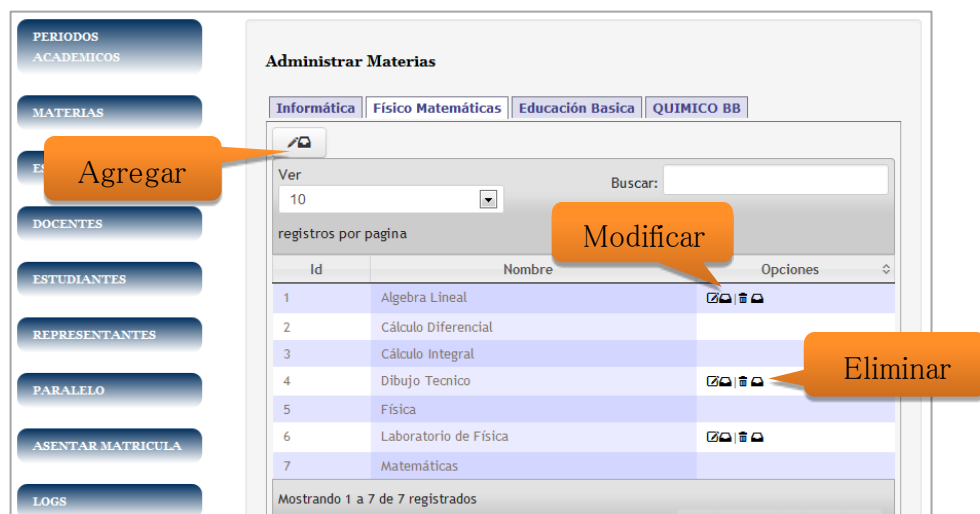 PERIODOS
ACADEMICOS
MATERIAS
ES
DOCENTES
ESTUDIANTES
REPRESENTANTES
PARALELO
ASENTAR MATRICULA
LOGS
Administrar Materias
Informática Físico Matemáticas Educación Basica QUIMICO BB
Agregar
Ver
10
Buscar:
registros por pagina
Modificar
Id Nombre Opciones
1 Algebra Lineal
2 Cálculo Diferencial
3 Cálculo Integral
4 Dibujo Tecnico
Eliminar
5 Física
6 Laboratorio de Física
7 Matemáticas
Mostrando 1 a 7 de 7 registrados